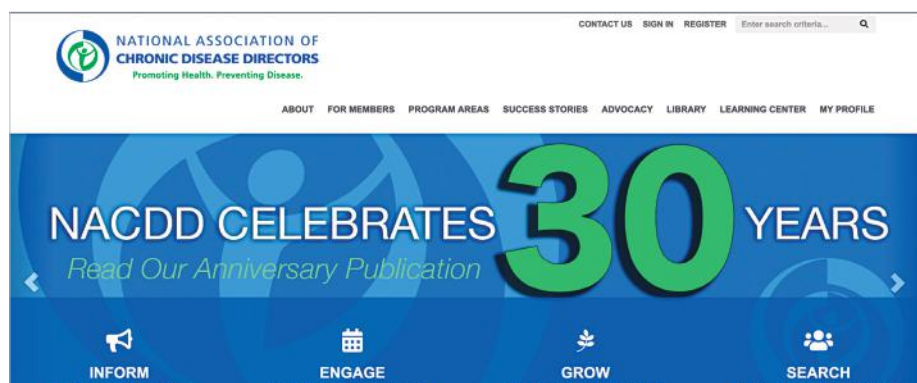 CONTACT US SIGN IN REGISTER Enter search criteria...
NATIONAL ASSOCIATION OF
CHRONIC DISEASE DIRECTORS
Promoting Health. Preventing Disease.
ABOUT FOR MEMBERS PROGRAM AREAS SUCCESS STORIES ADVOCACY LIBRARY LEARNING CENTER MY PROFILE
NACDD CELEBRATES 30 YEARS
Read Our Anniversary Publication
INFORM ENGAGE GROW SEARCH